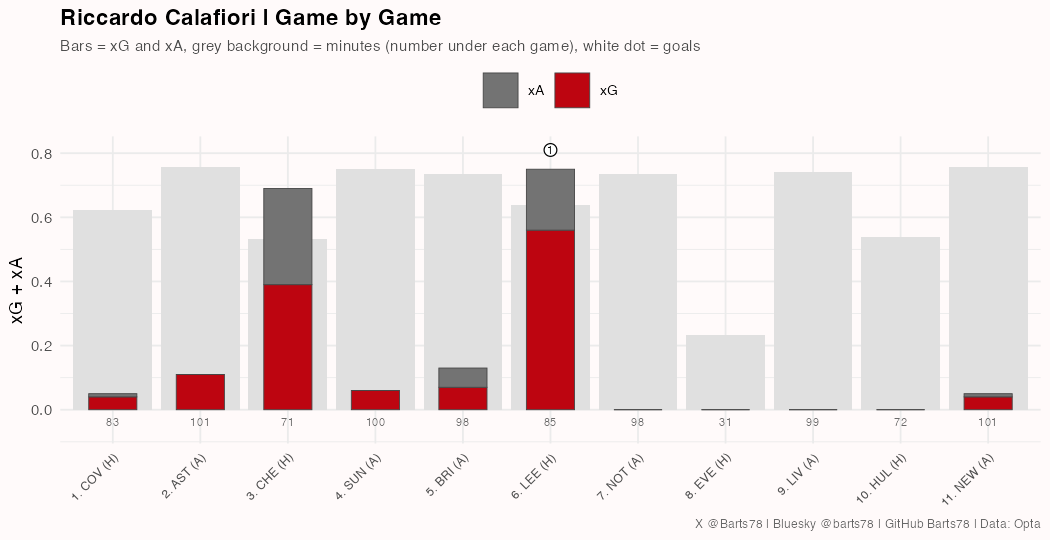 Riccardo Calafiori | Game by Game
Bars = xG and xA, grey background = minutes (number under each game), white dot = goals
xA xG
1
0.8
0.6
0.4
0.2
0.0
xG + xA
83 101 71 100 98 85 98 31 99 72 101
1. COV (H) 2. AST (A) 3. CHE (H) 4. SUN (A) 5. BRI (A) 6. LEE (H) 7. NOT (A) 8. EVE (H) 9. LIV (A) 10. HUL (H) 11. NEW (A)
X @Barts78 | Bluesky @barts78 | GitHub Barts78 | Data: Opta